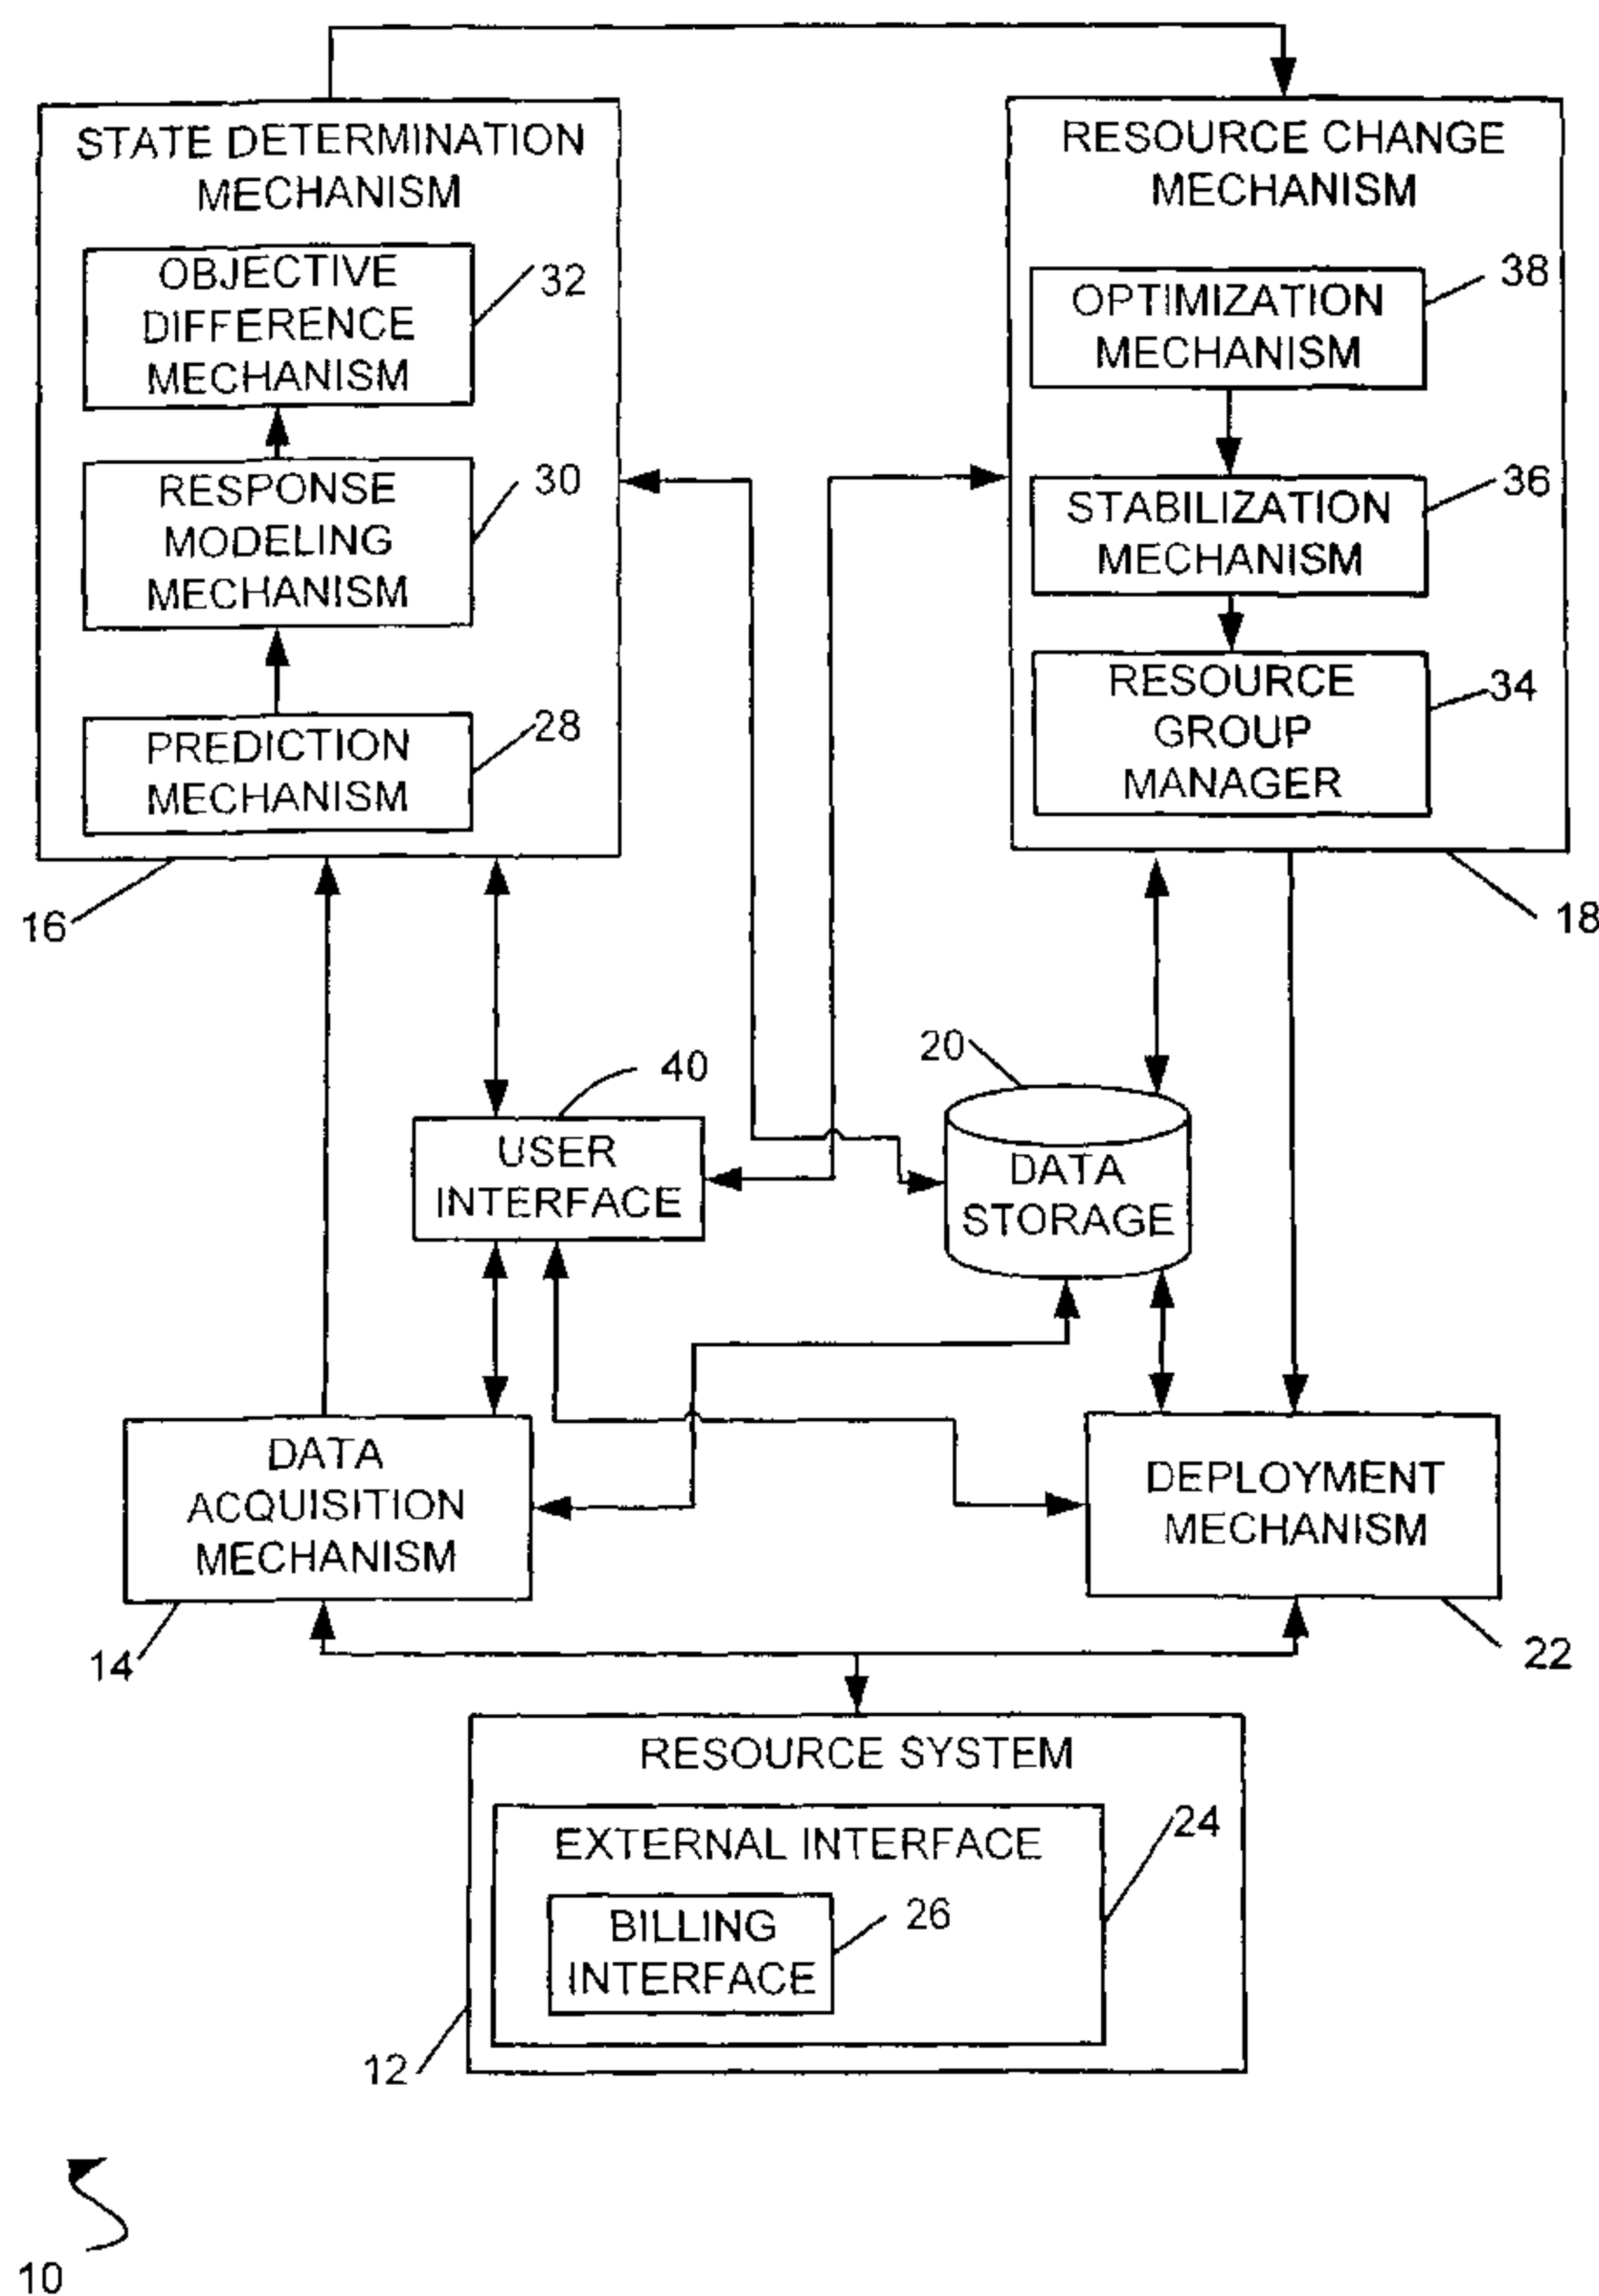 STATE DETERMINATION
MECHANISM
OBJECTIVE
DIFFERENCE
MECHANISM
32
RESPONSE
MODELING
MECHANISM
30
PREDICTION
MECHANISM
28
16
RESOURCE CHANGE
MECHANISM
OPTIMIZATION
MECHANISM
38
STABILIZATION
MECHANISM
36
RESOURCE
GROUP
MANAGER
34
18
40
USER
INTERFACE
20
DATA
STORAGE
DATA
ACQUISITION
MECHANISM
14
DEPLOYMENT
MECHANISM
22
RESOURCE SYSTEM
EXTERNAL INTERFACE
24
BILLING
INTERFACE
26
12
10